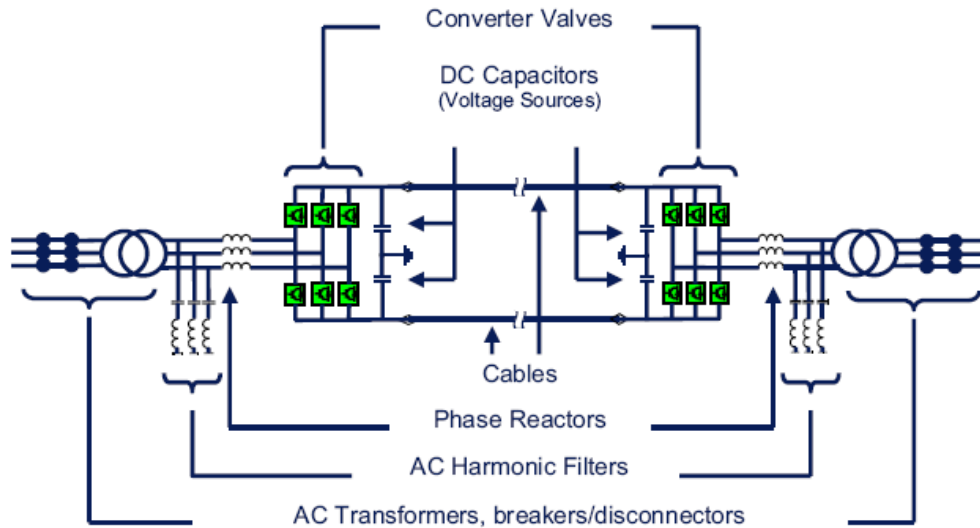 Converter Valves
DC Capacitors
(Voltage Sources)
Cables
Phase Reactors
AC Harmonic Filters
AC Transformers, breakers/disconnectors